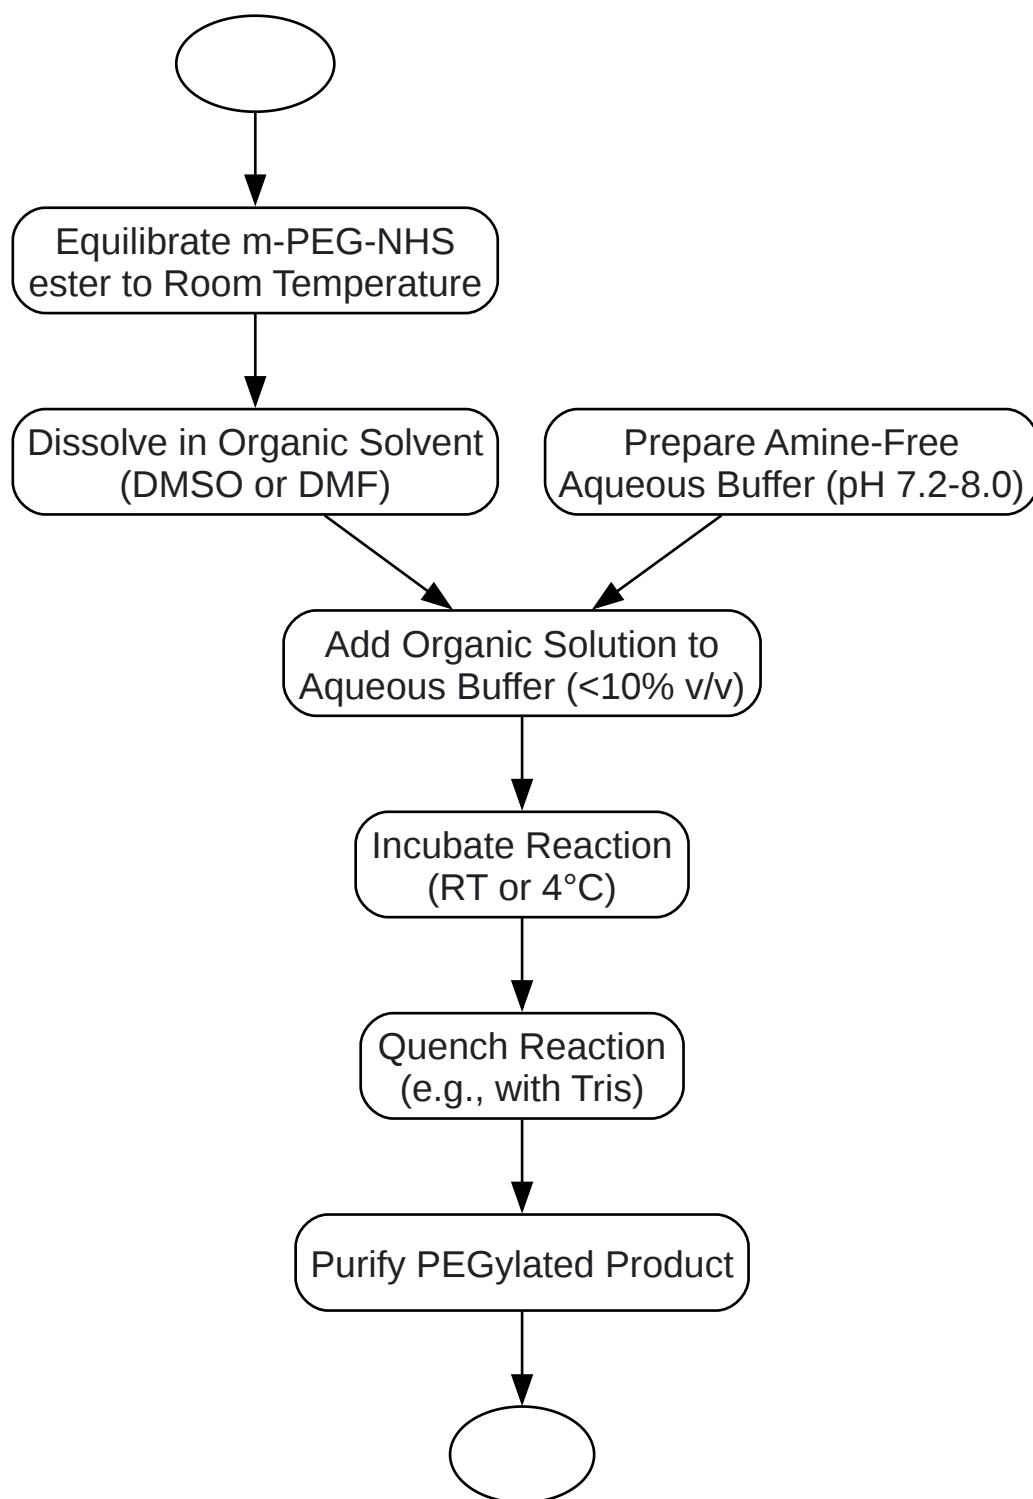 Equilibrate m-PEG-NHS
ester to Room Temperature
Dissolve in Organic Solvent
(DMSO or DMF)
Prepare Amine-Free
Aqueous Buffer (pH 7.2-8.0)
Add Organic Solution to
Aqueous Buffer (<10% v/v)
Incubate Reaction
(RT or 4°C)
Quench Reaction
(e.g., with Tris)
Purify PEGylated Product